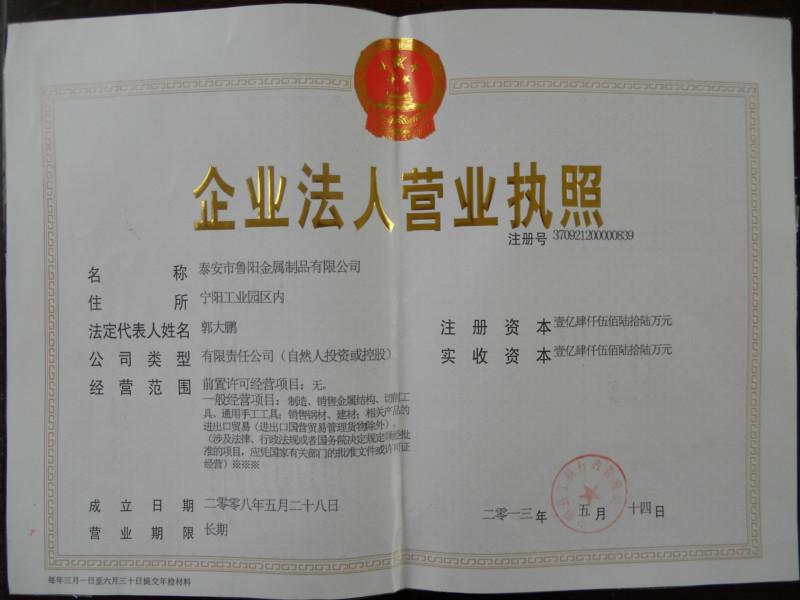 企业法人营业执照
注册号 370921200000839
名称 泰安市鲁阳金属制品有限公司
住所 宁阳工业园区内
法定代表人姓名 郭大鹏
注册资本 壹亿肆仟伍佰陆拾陆万元
公司类型 有限责任公司（自然人投资或控股）
实收资本 壹亿肆仟伍佰陆拾陆万元
经营范围 前置许可经营项目：无。
一般经营项目：制造、销售金属结构、切削工
具、通用手工工具；销售钢材、建材；相关产品的
进出口贸易（进出口国营贸易管理货物除外）。
（涉及法律、行政法规或者国务院决定规定须经批
准的项目，应凭国家有关部门的批准文件或许可证
经营）※※※
成立日期 二零零八年五月二十八日
营业期限 长期
二零一三年 五月 十四日
每年三月一日至六月三十日提交年检材料